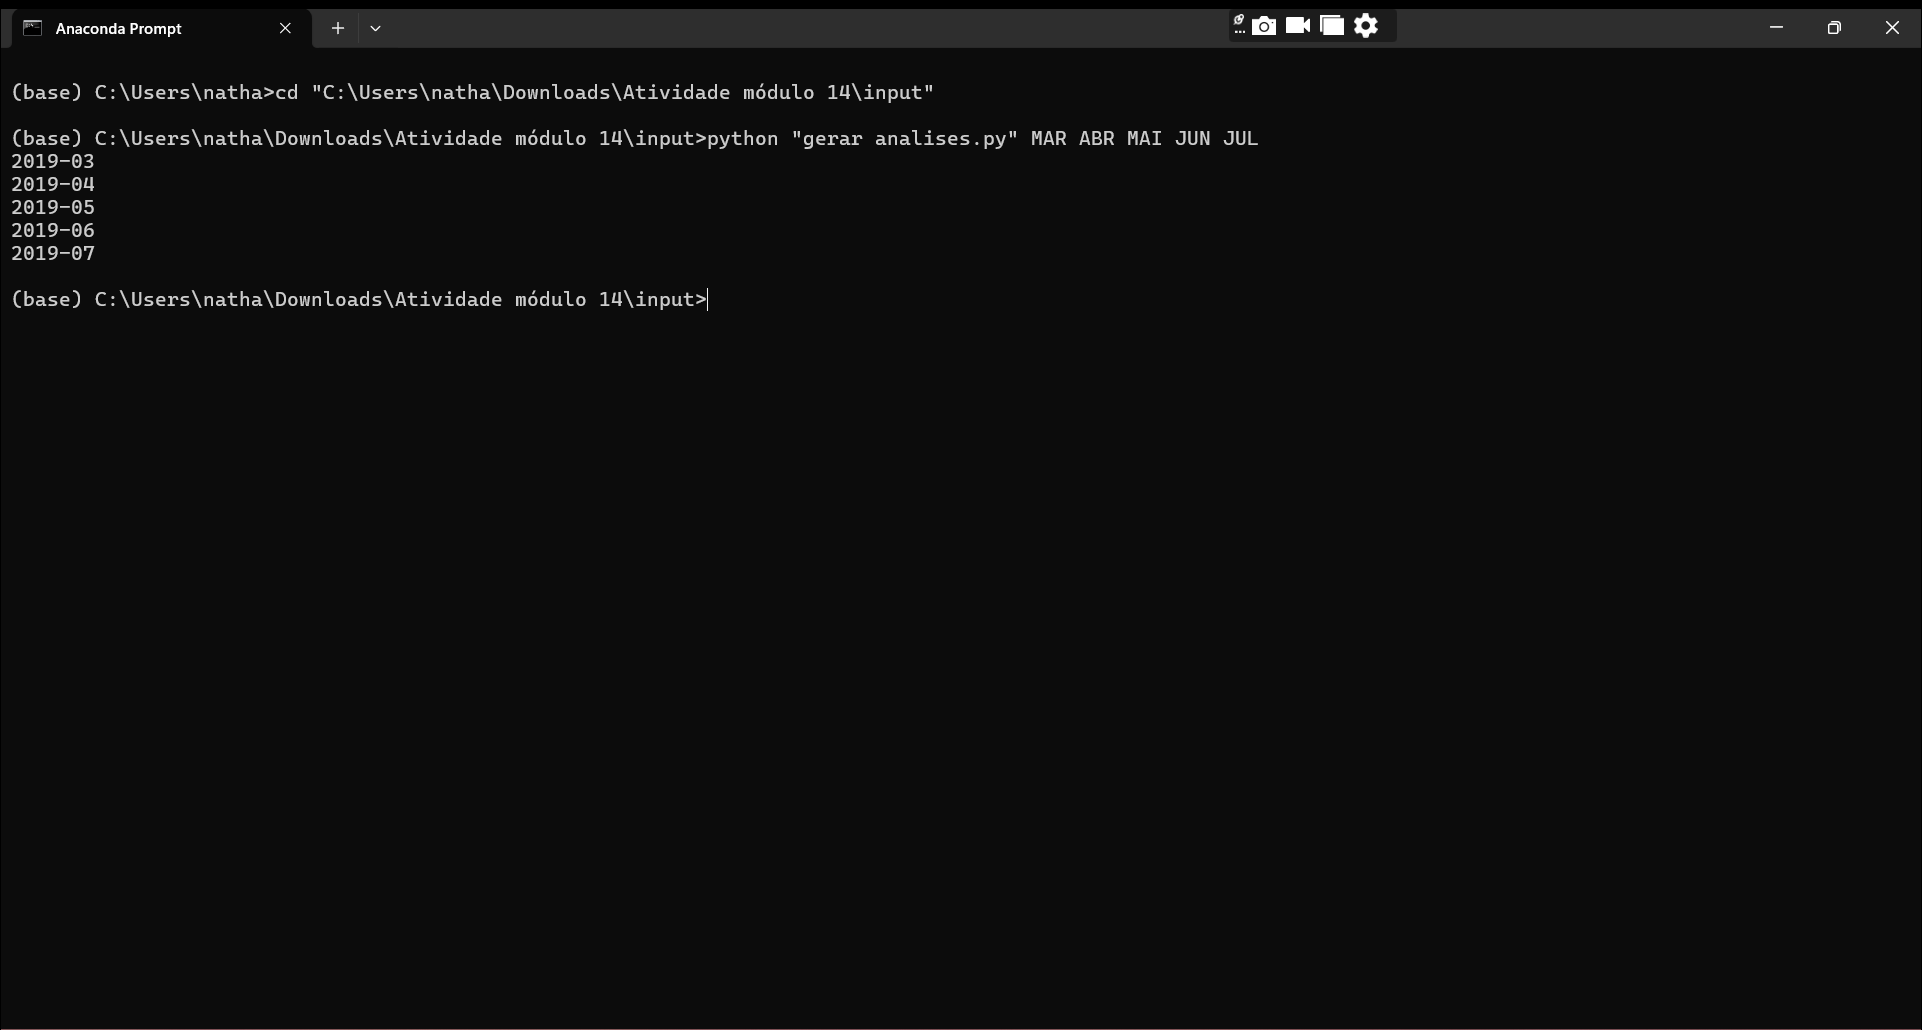 Anaconda Prompt
(base) C:\Users\natha>cd "C:\Users\natha\Downloads\Atividade módulo 14\input"
(base) C:\Users\natha\Downloads\Atividade módulo 14\input>python "gerar analises.py" MAR ABR MAI JUN JUL
2019-03
2019-04
2019-05
2019-06
2019-07
(base) C:\Users\natha\Downloads\Atividade módulo 14\input>